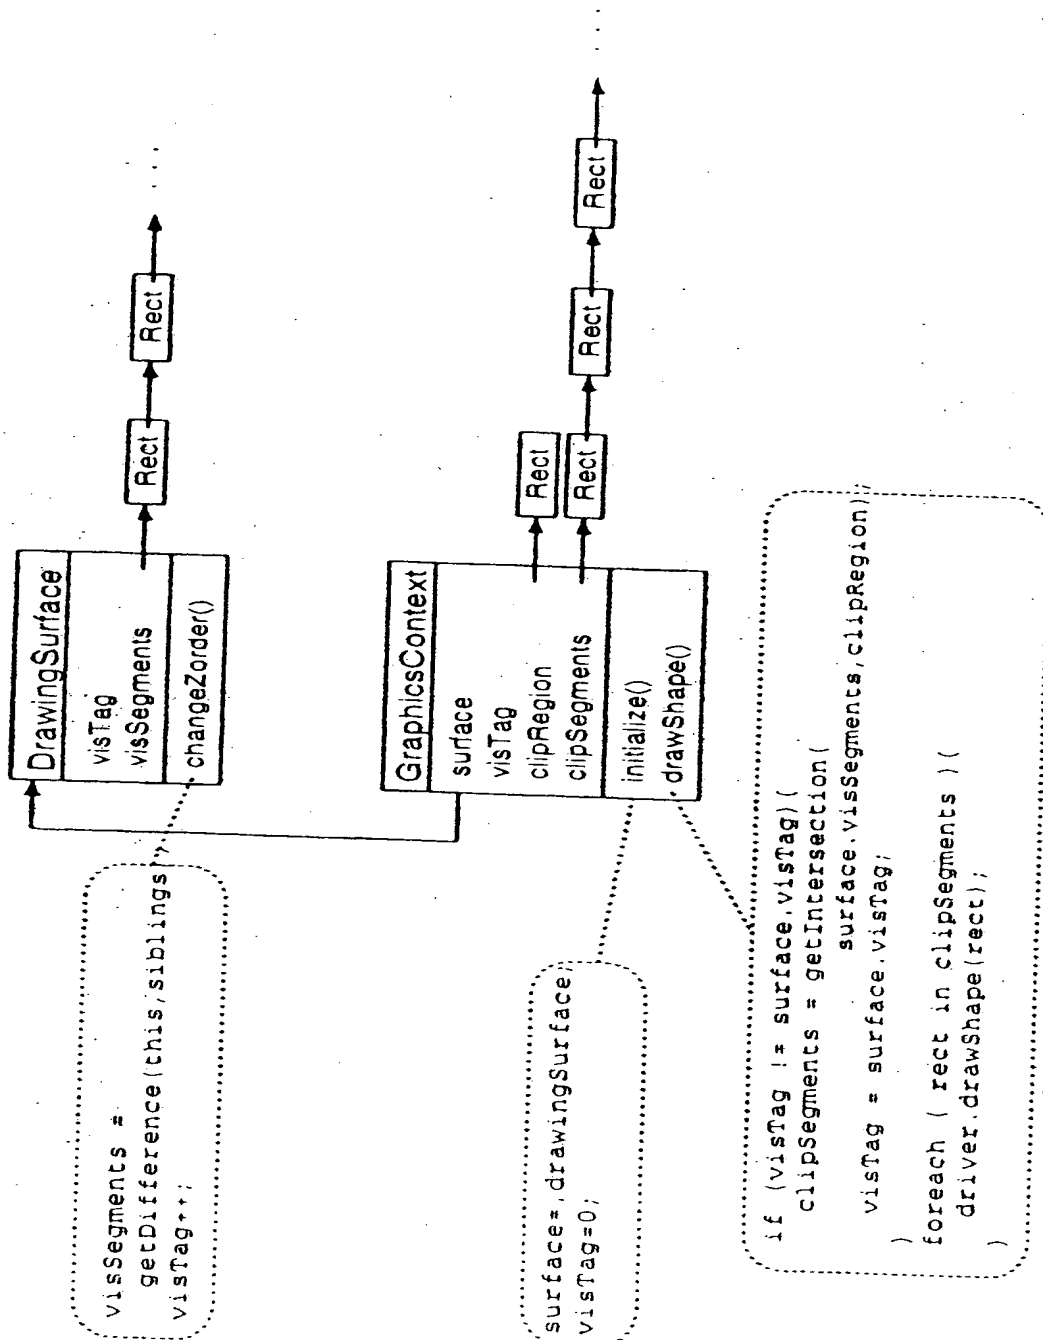 DrawingSurface
visTag
visSegments
changeZorder()
Rect
Rect
. . .
visSegments =
getDifference(this,siblings)
visTag++;
GraphicsContext
surface
visTag
clipRegion
clipSegments
initialize()
drawShape()
Rect
Rect
Rect
Rect
. . .
surface=.drawingSurface;
visTag=0;
if (visTag != surface.visTag)(
clipSegments = getIntersection(
surface.visSegments,clipRegion);
visTag = surface.visTag;
)
foreach ( rect in clipSegments )(
driver.drawShape(rect);
)